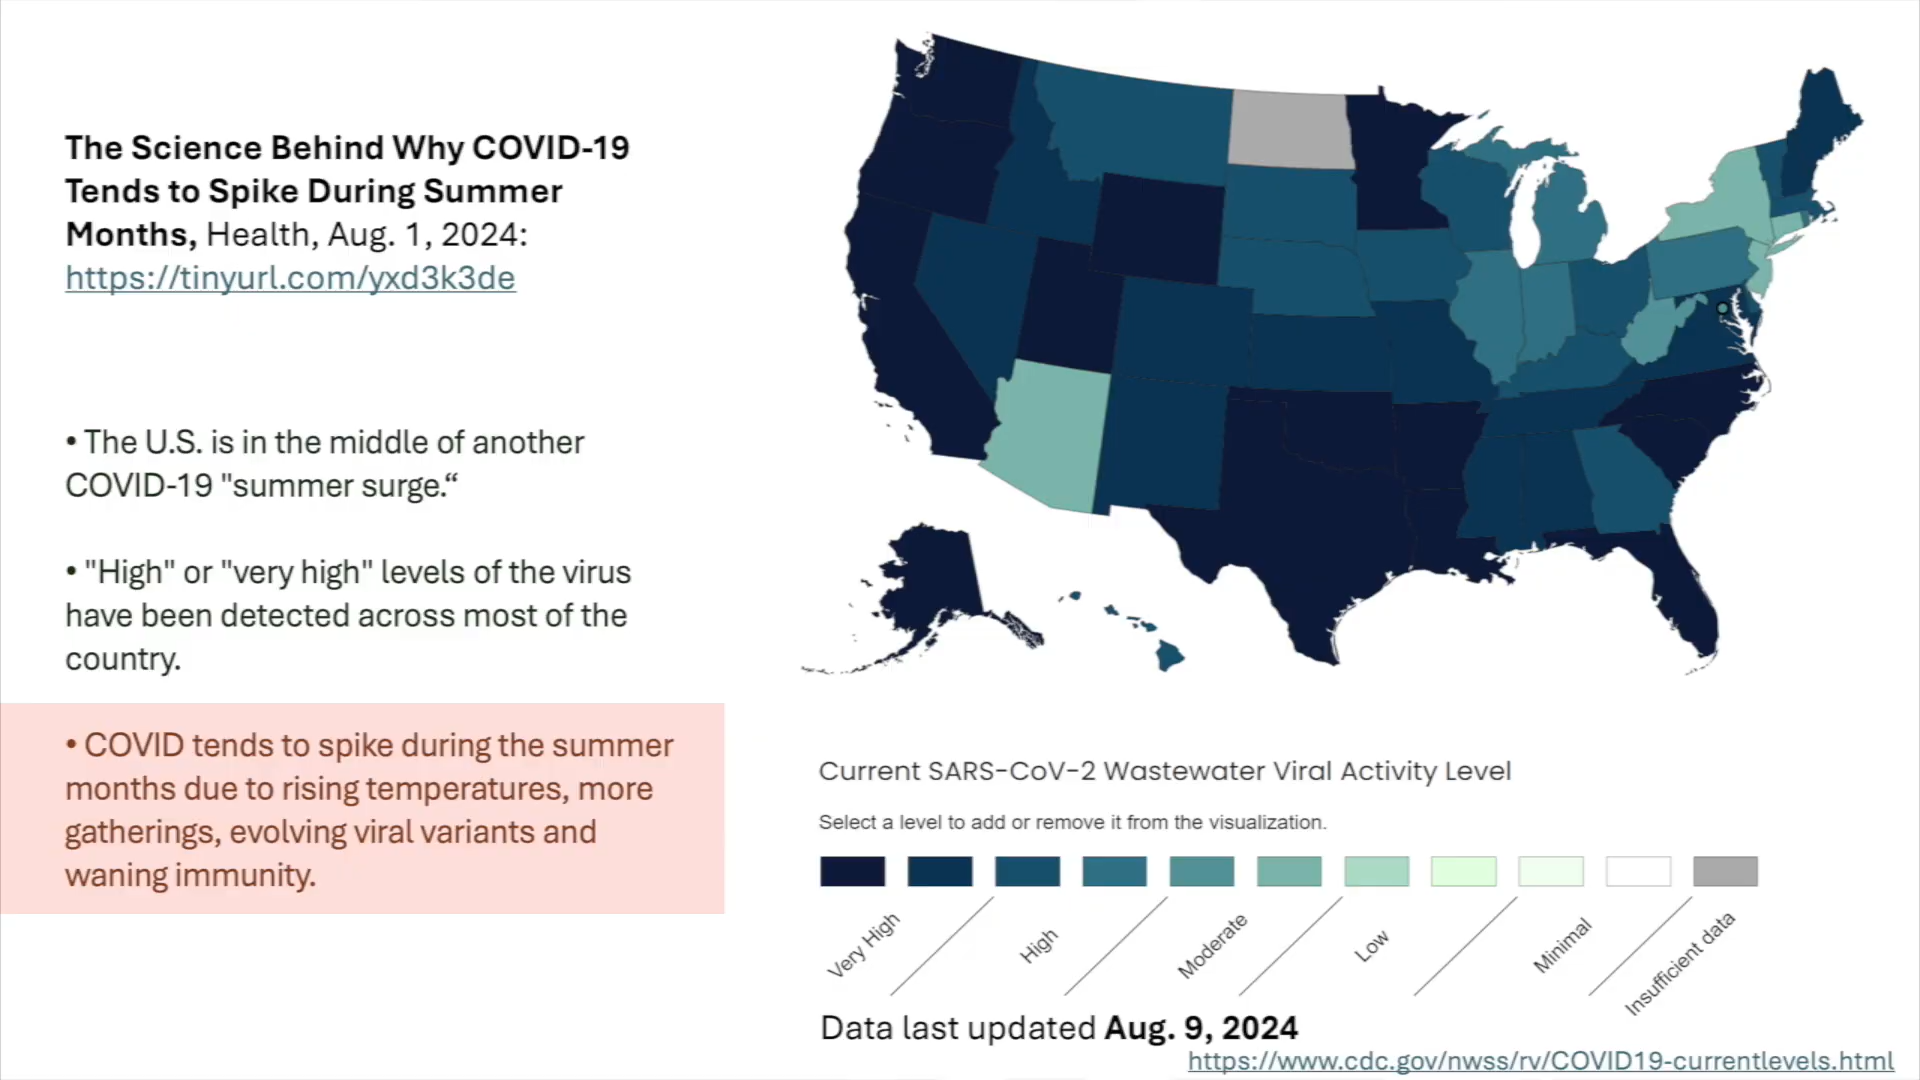 The Science Behind Why COVID-19
Tends to Spike During Summer
Months, Health, Aug. 1, 2024:
https://tinyurl.com/yxd3k3de
• The U.S. is in the middle of another
COVID-19 "summer surge.“
• "High" or "very high" levels of the virus
have been detected across most of the
country.
• COVID tends to spike during the summer
months due to rising temperatures, more
gatherings, evolving viral variants and
waning immunity.
Current SARS-CoV-2 Wastewater Viral Activity Level
Select a level to add or remove it from the visualization.
Very High
High
Moderate
Low
Minimal
Insufficient data
Data last updated Aug. 9, 2024
https://www.cdc.gov/nwss/rv/COVID19-currentlevels.html